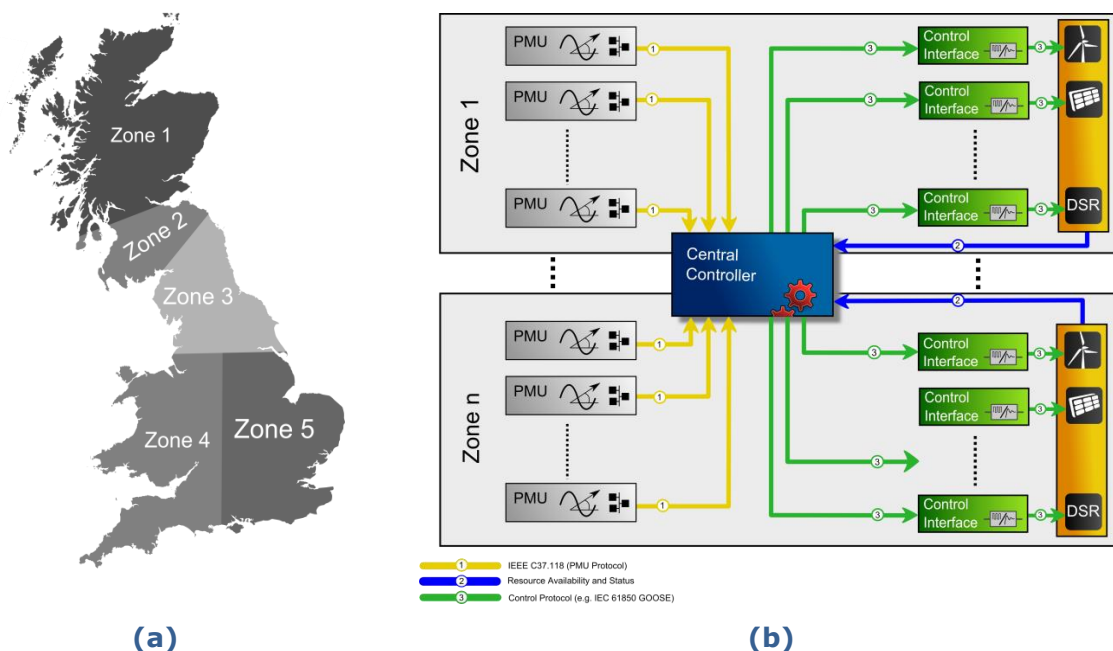 Zone 1
Zone 2
Zone 3
Zone 4
Zone 5
(a)
Zone 1
PMU
1
PMU
1
PMU
1
3
Control
Interface
3
3
Control
Interface
3
3
Control
Interface
3
DSR
2
Central
Controller
2
Zone n
PMU
1
PMU
1
PMU
1
3
Control
Interface
3
Control
Interface
3
3
3
Control
Interface
3
DSR
1 IEEE C37.118 (PMU Protocol)
2 Resource Availability and Status
3 Control Protocol (e.g. IEC 61850 GOOSE)
(b)